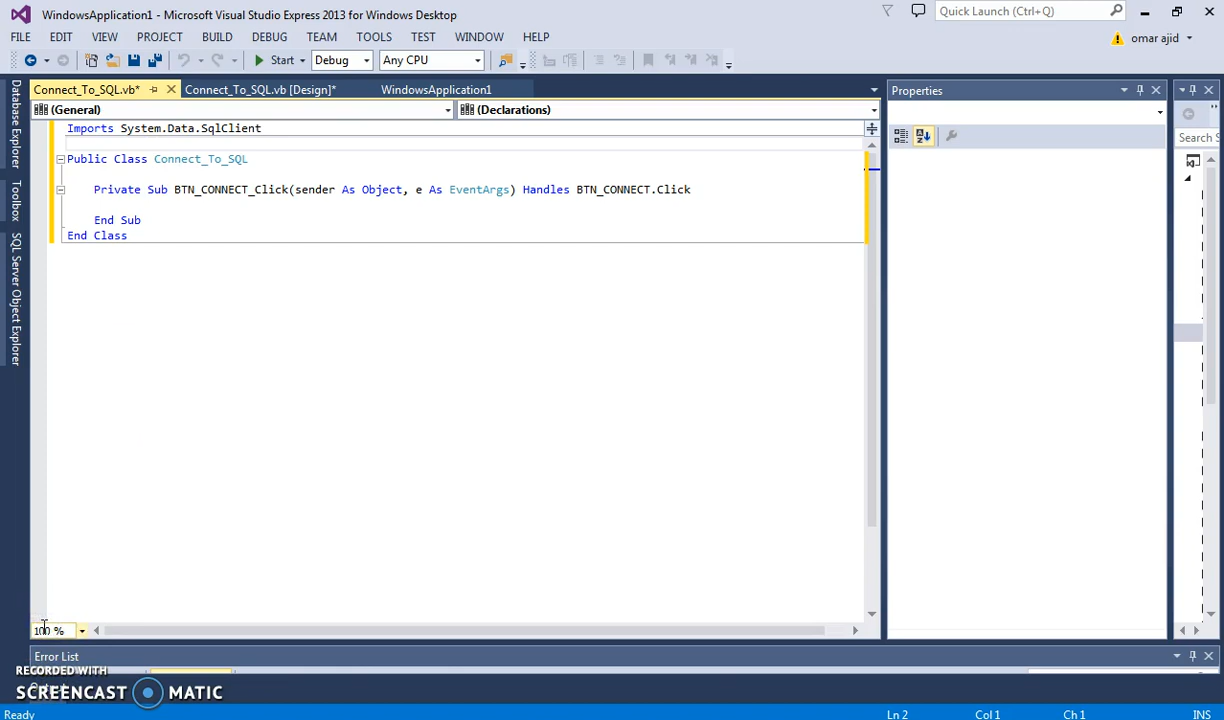 WindowsApplication1 - Microsoft Visual Studio Express 2013 for Windows Desktop
Quick Launch (Ctrl+Q)
FILE EDIT VIEW PROJECT BUILD DEBUG TEAM TOOLS TEST WINDOW HELP
omar ajid
Start Debug Any CPU
Connect_To_SQL.vb* Connect_To_SQL.vb [Design]* WindowsApplication1
Properties
(General) (Declarations)
Database Explorer
Toolbox
SQL Server Object Explorer
Search S
Imports System.Data.SqlClient
Public Class Connect_To_SQL
Private Sub BTN_CONNECT_Click(sender As Object, e As EventArgs) Handles BTN_CONNECT.Click
End Sub
End Class
100 %
Error List
RECORDED WITH
SCREENCAST MATIC
Ready Ln 2 Col 1 Ch 1 INS